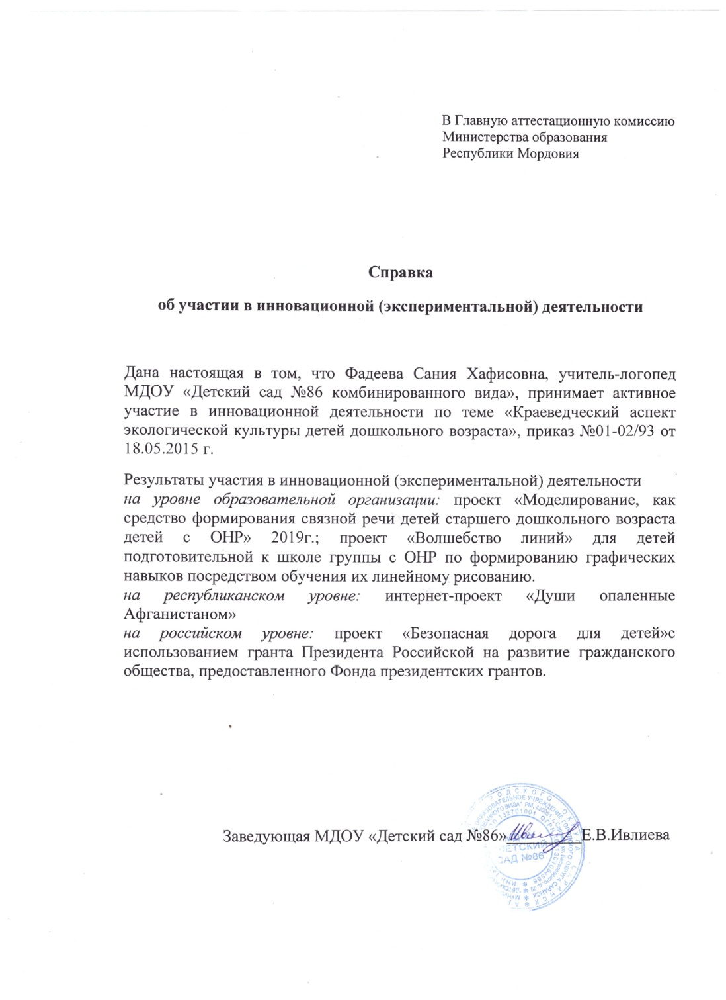 В Главную аттестационную комиссию
Министерства образования
Республики Мордовия
Справка
об участии в инновационной (экспериментальной) деятельности
Дана настоящая в том, что Фадеева Сания Хафисовна, учитель-логопед
МДОУ «Детский сад №86 комбинированного вида», принимает активное
участие в инновационной деятельности по теме «Краеведческий аспект
экологической культуры детей дошкольного возраста», приказ №01-02/93 от
18.05.2015 г.
Результаты участия в инновационной (экспериментальной) деятельности
на уровне образовательной организации: проект «Моделирование, как
средство формирования связной речи детей старшего дошкольного возраста
детей с ОНР» 2019г.; проект «Волшебство линий» для детей
подготовительной к школе группы с ОНР по формированию графических
навыков посредством обучения их линейному рисованию.
на республиканском уровне: интернет-проект «Души опаленные
Афганистаном»
на российском уровне: проект «Безопасная дорога для детей»с
использованием гранта Президента Российской на развитие гражданского
общества, предоставленного Фонда президентских грантов.
Заведующая МДОУ «Детский сад №86»_________Е.В.Ивлиева
ДЕТСКИЙ
САД №86